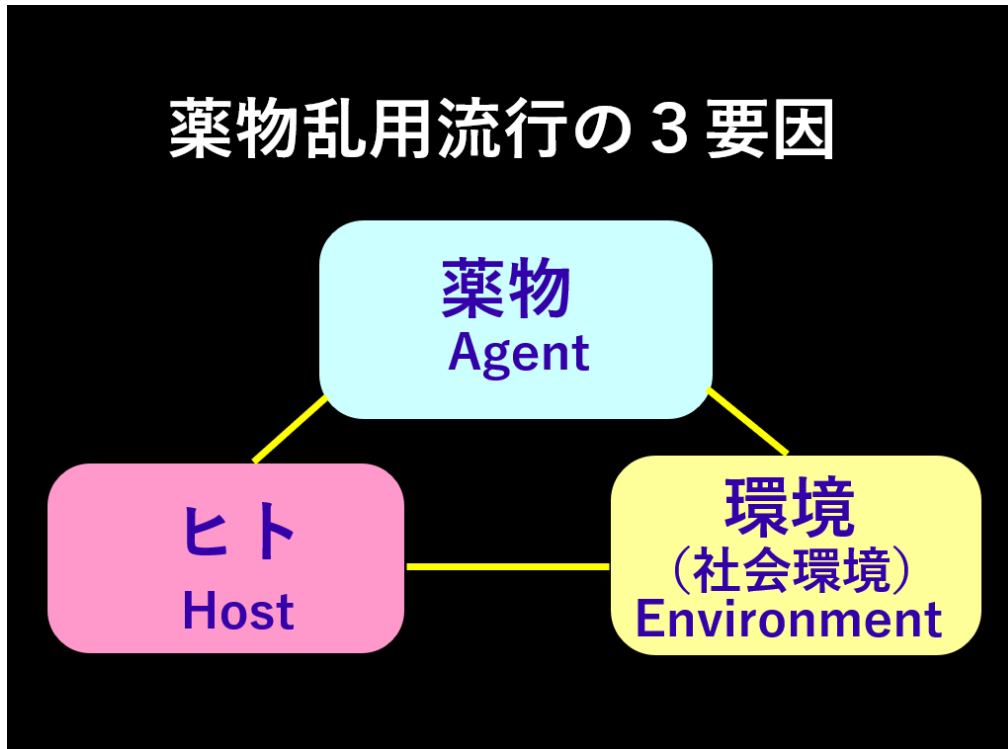 薬物乱用流行の３要因
薬物
Agent
ヒト
Host
環境
（社会環境）
Environment